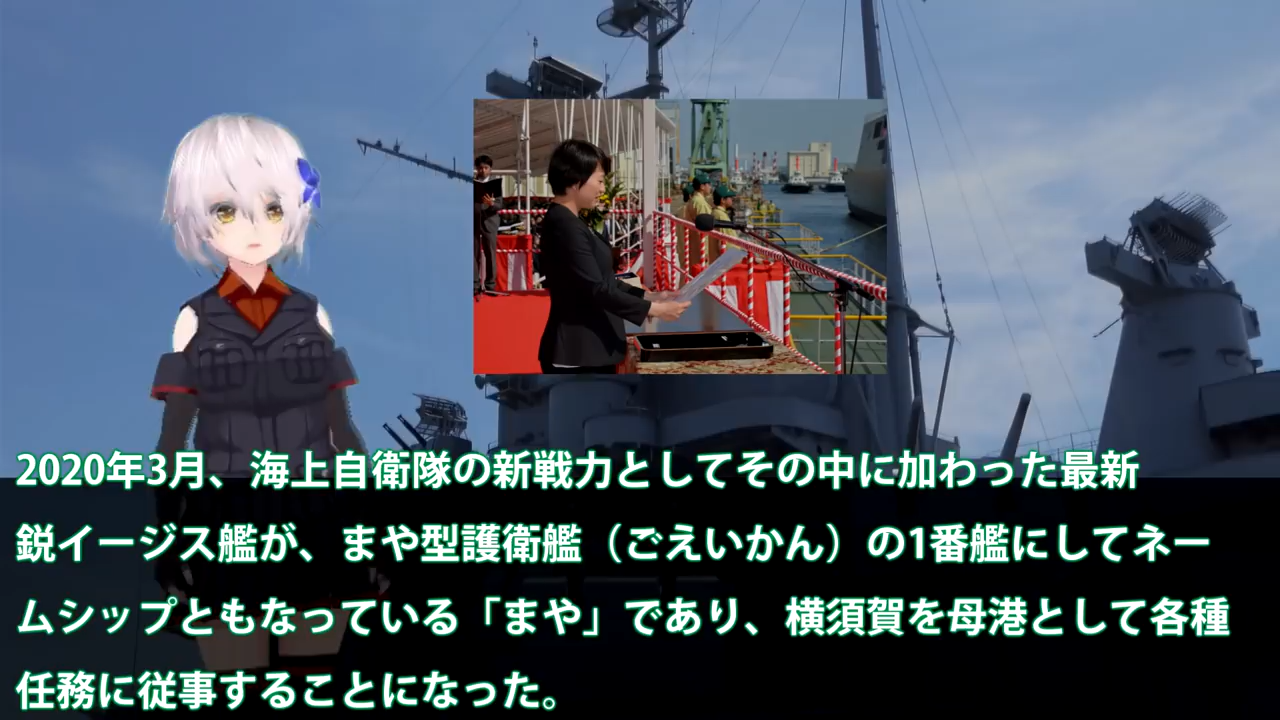 2020年3月、海上自衛隊の新戦力としてその中に加わった最新
鋭イージス艦が、まや型護衛艦（ごえいかん）の1番艦にしてネー
ムシップともなっている「まや」であり、横須賀を母港として各種
任務に従事することになった。